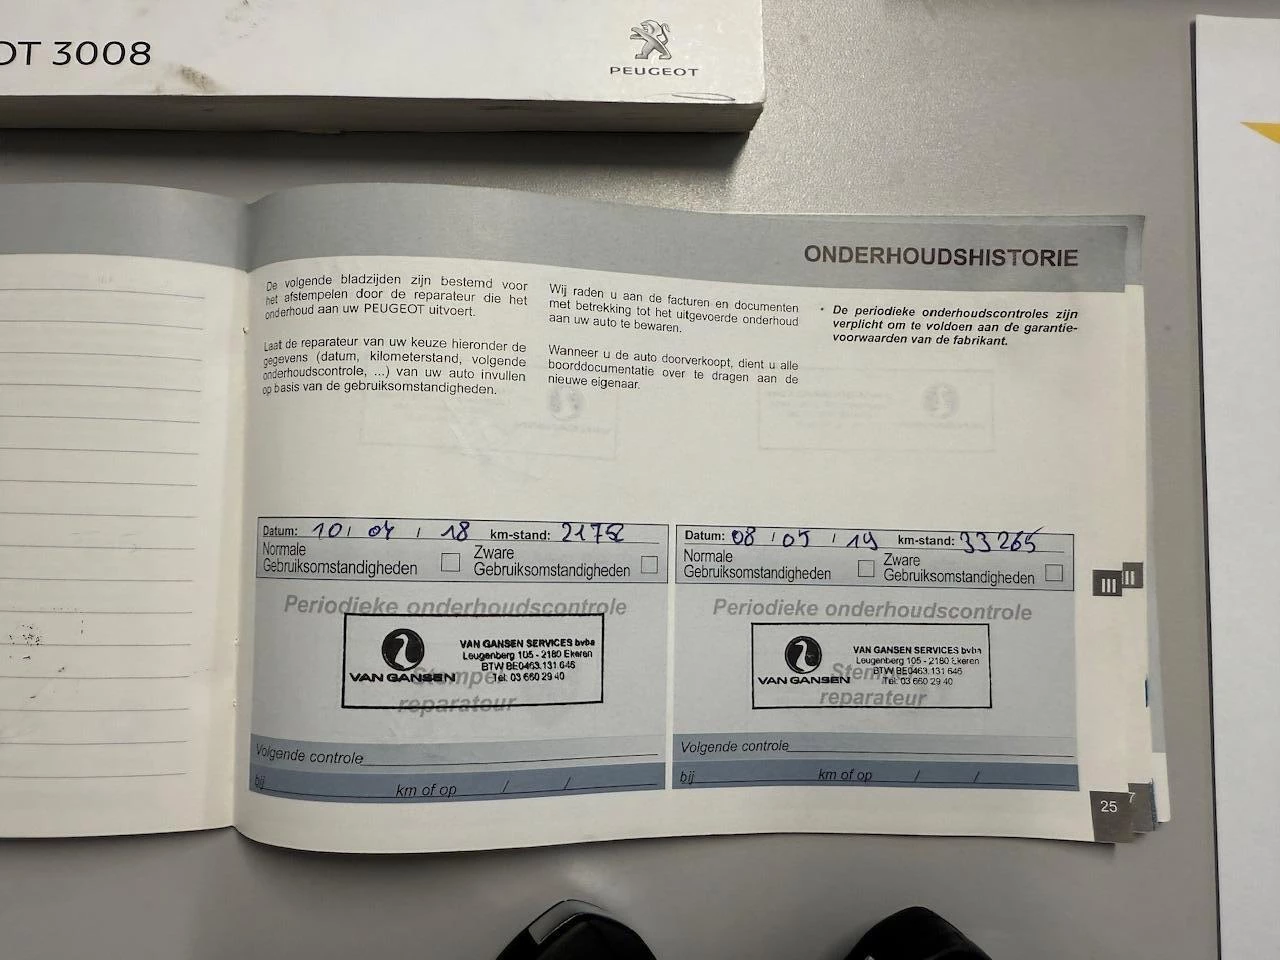 OT 3008
PEUGEOT
ONDERHOUDSHISTORIE
De volgende bladzijden zijn bestemd voor
het afstempelen door de reparateur die het
onderhoud aan uw PEUGEOT uitvoert.
Laat de reparateur van uw keuze hieronder de
gegevens (datum, kilometerstand, volgende
onderhoudscontrole, ...) van uw auto invullen
op basis van de gebruiksomstandigheden.
Wij raden u aan de facturen en documenten
met betrekking tot het uitgevoerde onderhoud
aan uw auto te bewaren.
Wanneer u de auto doorverkoopt, dient u alle
boorddocumentatie over te dragen aan de
nieuwe eigenaar.
* De periodieke onderhoudscontroles zijn
verplicht om te voldoen aan de garantie-
voorwaarden van de fabrikant.
Datum: 10 / 04 / 18 km-stand: 21752
Normale
Gebruiksomstandigheden
Zware
Gebruiksomstandigheden
Periodieke onderhoudscontrole
VAN GANSEN
VAN GANSEN SERVICES bvba
Leugenberg 105 - 2180 Ekeren
BTW BE0463.131.646
Tel: 03 660 29 40
Stempel
reparateur
Volgende controle
bij km of op / /
Datum: 08 / 05 / 19 km-stand: 33265
Normale
Gebruiksomstandigheden
Zware
Gebruiksomstandigheden
Periodieke onderhoudscontrole
VAN GANSEN
VAN GANSEN SERVICES bvba
Leugenberg 105 - 2180 Ekeren
BTW BE0463.131 646
Tel: 03 660 29 40
Stempel
reparateur
Volgende controle
bij km of op / /
III
II
25
7